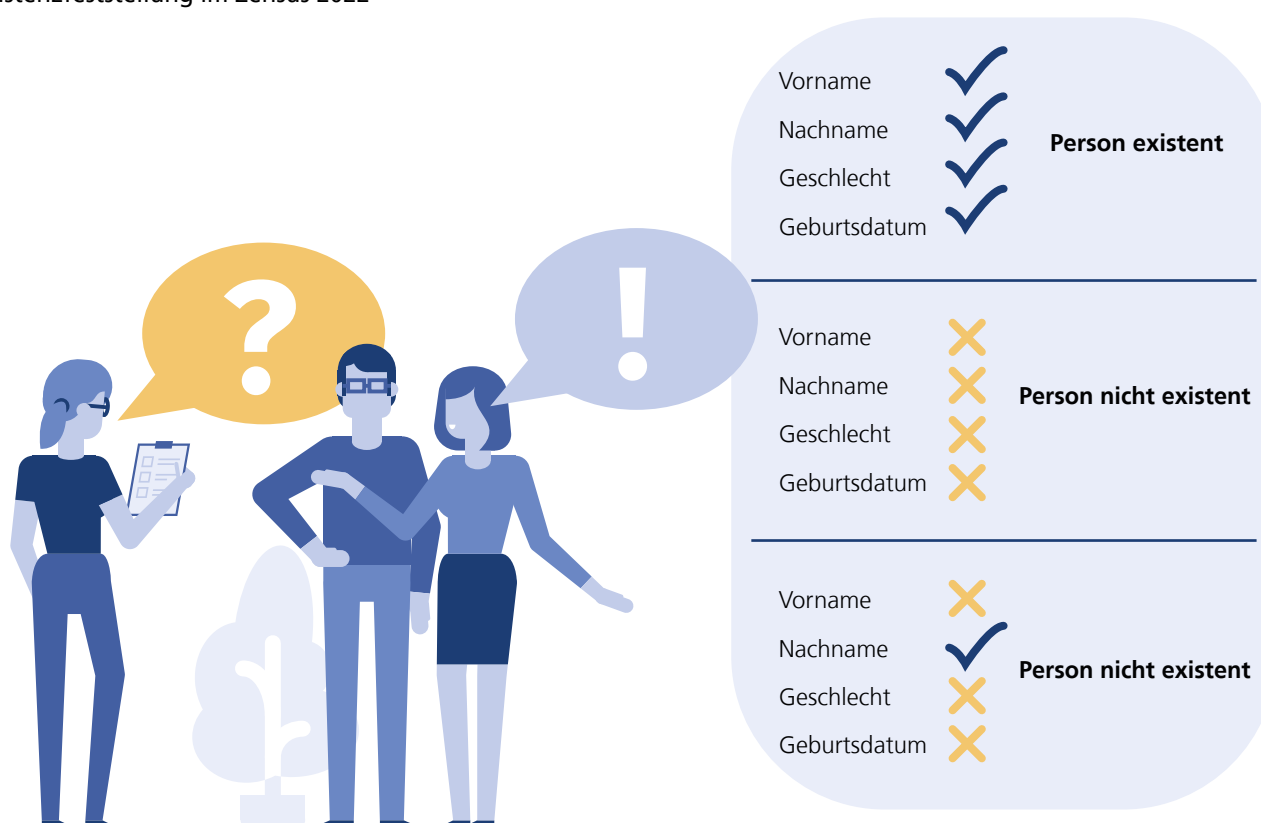 Vorname
Nachname
Geschlecht
Geburtsdatum
Person existent
?
!
Vorname
Nachname
Geschlecht
Geburtsdatum
Person nicht existent
Vorname
Nachname
Geschlecht
Geburtsdatum
Person nicht existent